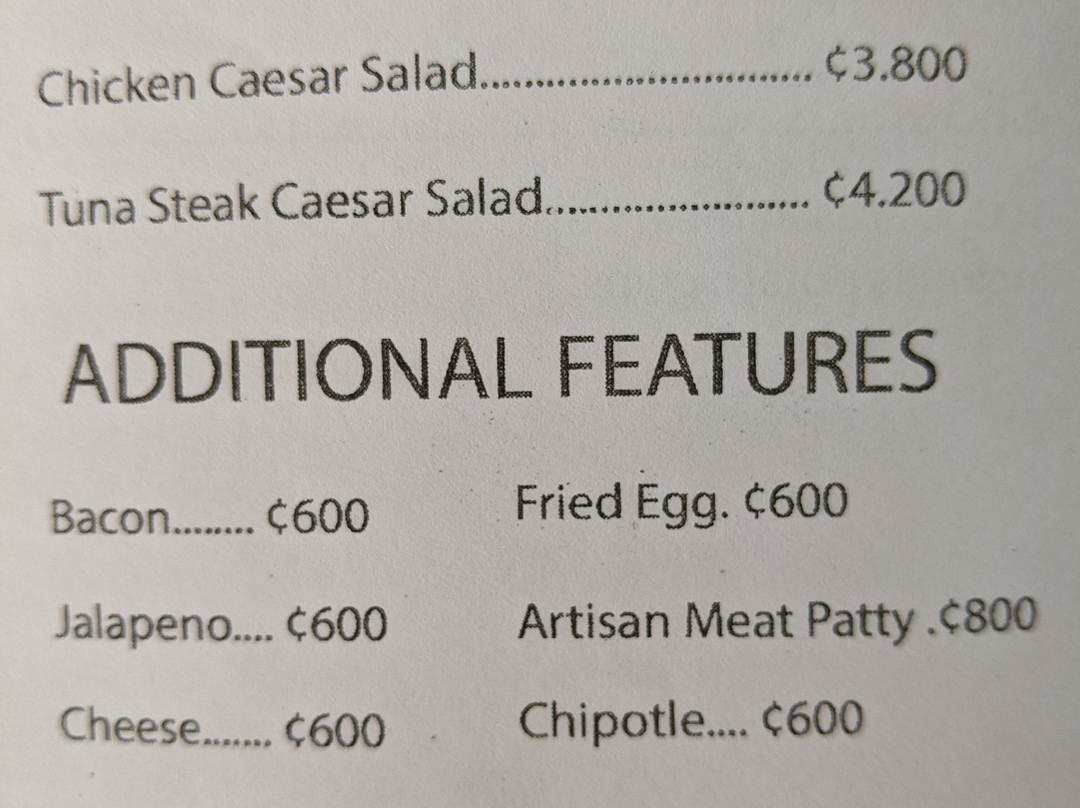 Chicken Caesar Salad.............................. ¢3.800
Tuna Steak Caesar Salad........................ ¢4.200
ADDITIONAL FEATURES
Bacon........ ¢600
Fried Egg. ¢600
Jalapeno.... ¢600
Artisan Meat Patty .¢800
Cheese....... ¢600
Chipotle.... ¢600